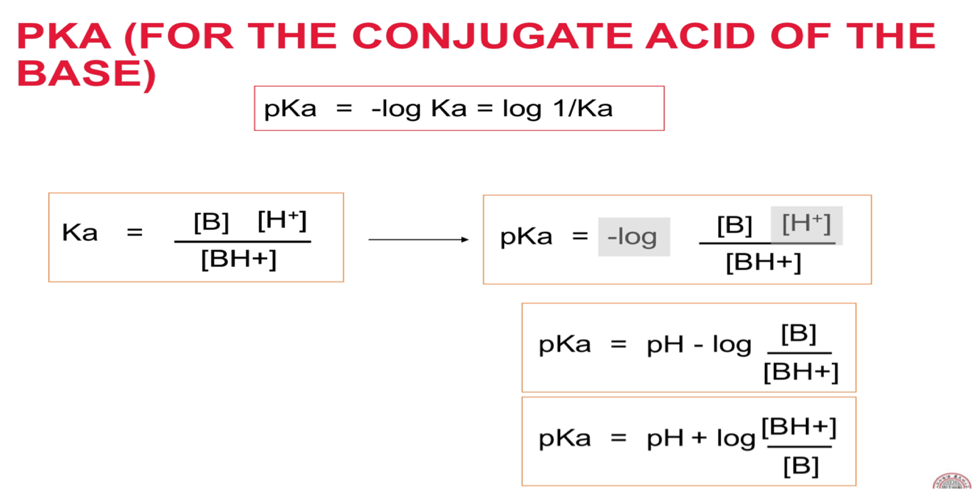 PKA (FOR THE CONJUGATE ACID OF THE
BASE)
pKa = -log Ka = log 1/Ka
Ka = [B] [H⁺]
[BH+]
pKa = -log [B] [H⁺]
[BH+]
pKa = pH - log [B]
[BH+]
pKa = pH + log [BH+]
[B]